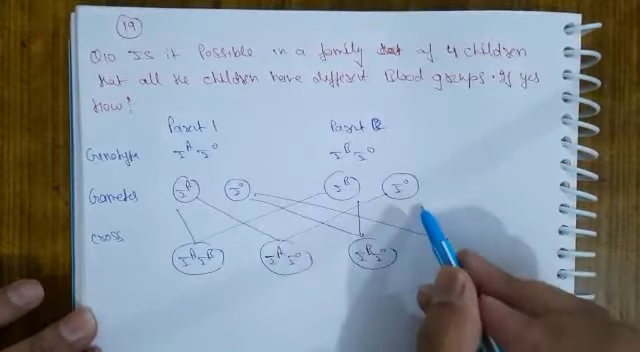 19
Q10 Is it Possible in a family of 4 children
that all the children have different Blood groups. If yes
How?
Parent 1 Parent 2
Genotype I^A I^O I^B I^O
Gametes I^A I^O I^B I^O
Cross
I^A I^B I^A I^O I^B I^O